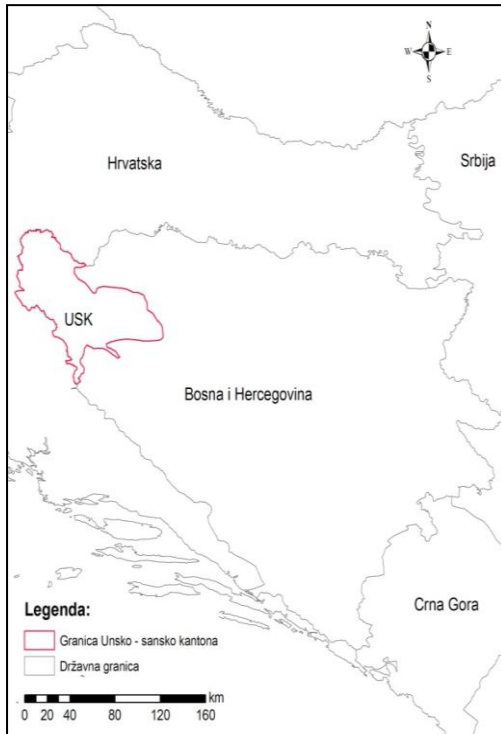 N
W E
S
Hrvatska
Srbija
USK
Bosna i Hercegovina
Crna Gora
Legenda:
Granica Unsko - sansko kantona
Državna granica
km
0 10 20 40 80 120 160